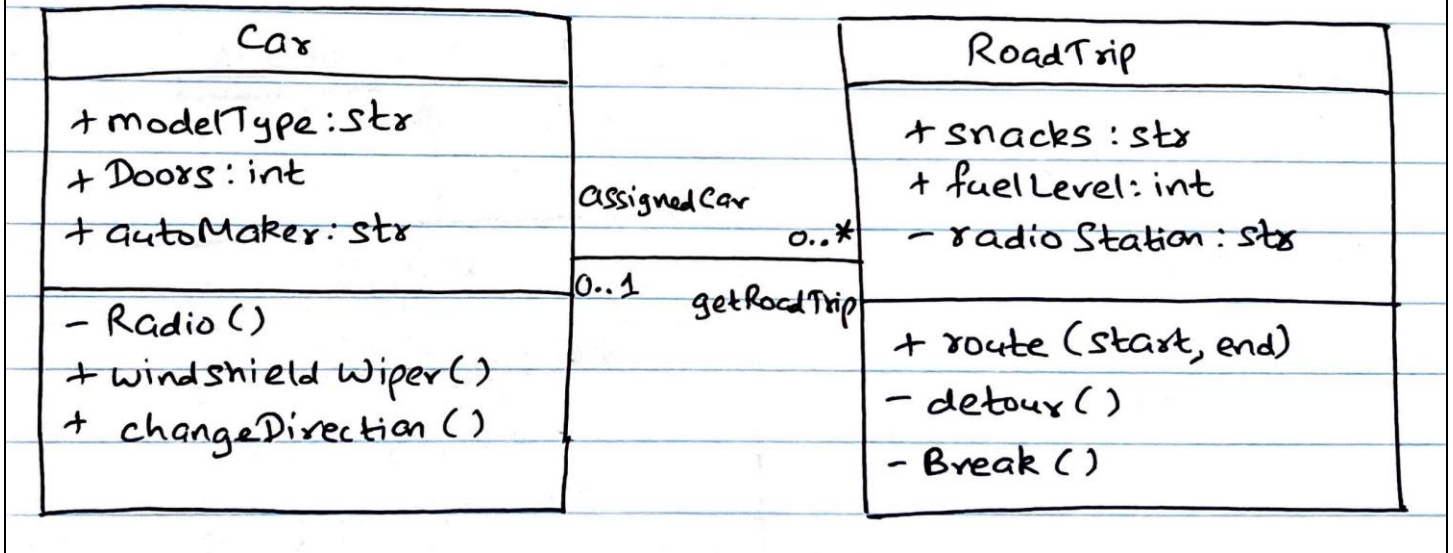 Car
+ modelType : str
+ Doors : int
+ autoMaker : str
- Radio ()
+ windshield Wiper ()
+ changeDirection ()
assignedCar
0..*
0..1
getRoadTrip
RoadTrip
+ snacks : str
+ fuelLevel : int
- radio Station : str
+ route (start, end)
- detour ()
- Break ()